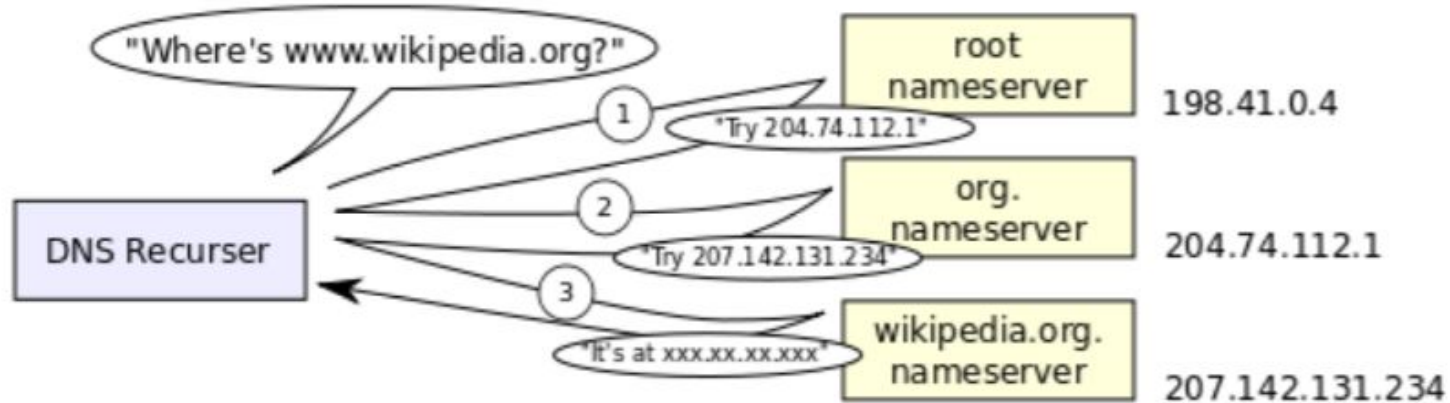 "Where's www.wikipedia.org?"
root
nameserver
198.41.0.4
1
"Try 204.74.112.1"
org.
nameserver
204.74.112.1
2
DNS Recurser
"Try 207.142.131.234"
3
wikipedia.org.
nameserver
207.142.131.234
"It's at xxx.xx.xx.xxx"